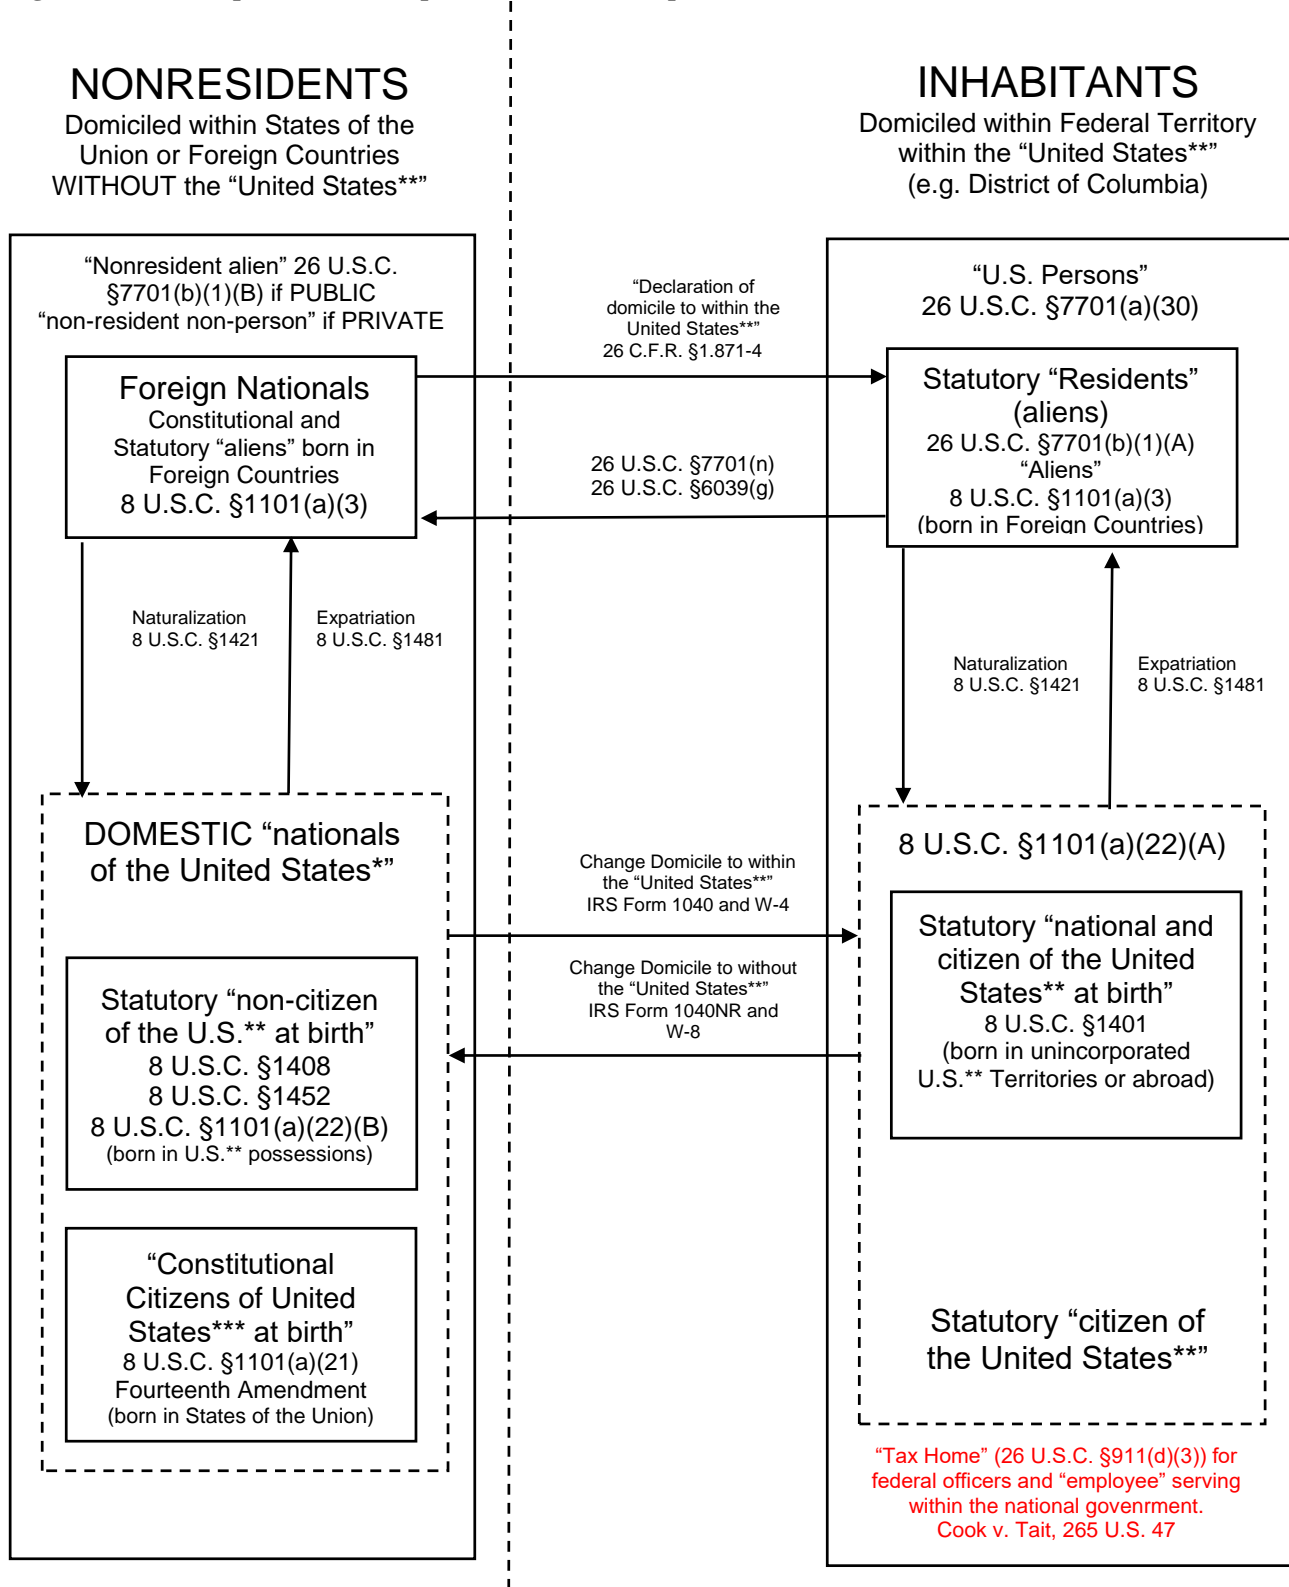 NONRESIDENTS
Domiciled within States of the
Union or Foreign Countries
WITHOUT the “United States**”
INHABITANTS
Domiciled within Federal Territory
within the “United States**”
(e.g. District of Columbia)
“Nonresident alien” 26 U.S.C.
§7701(b)(1)(B) if PUBLIC
“non-resident non-person” if PRIVATE
Foreign Nationals
Constitutional and
Statutory “aliens” born in
Foreign Countries
8 U.S.C. §1101(a)(3)
“Declaration of
domicile to within the
United States**”
26 C.F.R. §1.871-4
26 U.S.C. §7701(n)
26 U.S.C. §6039(g)
“U.S. Persons”
26 U.S.C. §7701(a)(30)
Statutory “Residents”
(aliens)
26 U.S.C. §7701(b)(1)(A)
“Aliens”
8 U.S.C. §1101(a)(3)
(born in Foreign Countries)
Naturalization
8 U.S.C. §1421
Expatriation
8 U.S.C. §1481
Naturalization
8 U.S.C. §1421
Expatriation
8 U.S.C. §1481
DOMESTIC “nationals
of the United States*”
Statutory “non-citizen
of the U.S.** at birth”
8 U.S.C. §1408
8 U.S.C. §1452
8 U.S.C. §1101(a)(22)(B)
(born in U.S.** possessions)
“Constitutional
Citizens of United
States*** at birth”
8 U.S.C. §1101(a)(21)
Fourteenth Amendment
(born in States of the Union)
Change Domicile to within
the “United States**”
IRS Form 1040 and W-4
Change Domicile to without
the “United States**”
IRS Form 1040NR and
W-8
8 U.S.C. §1101(a)(22)(A)
Statutory “national and
citizen of the United
States** at birth”
8 U.S.C. §1401
(born in unincorporated
U.S.** Territories or abroad)
Statutory “citizen of
the United States**”
“Tax Home” (26 U.S.C. §911(d)(3)) for
federal officers and “employee” serving
within the national govenrment.
Cook v. Tait, 265 U.S. 47